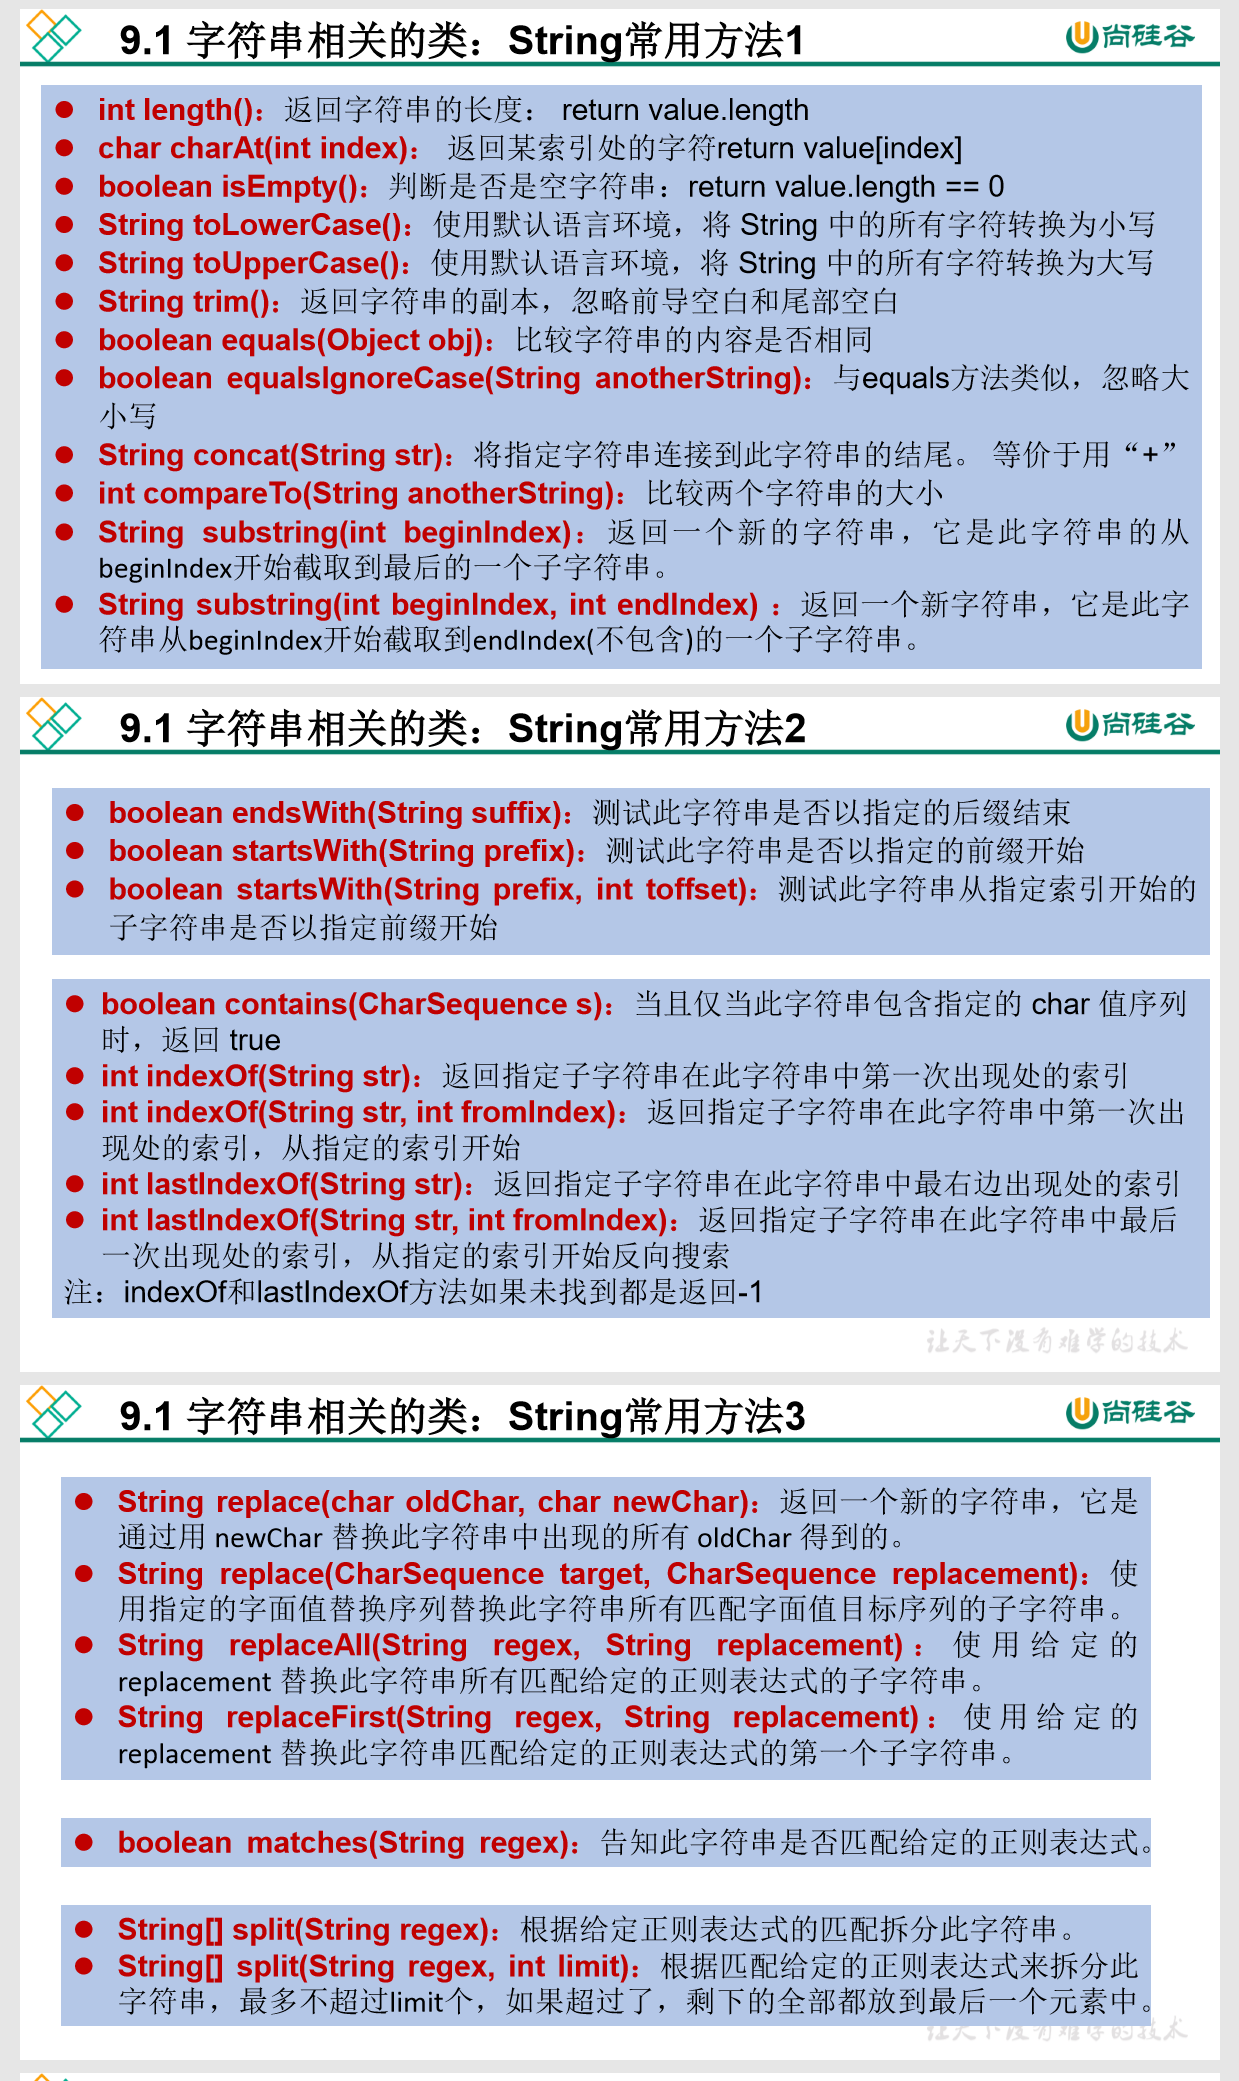 9.1 字符串相关的类：String常用方法1
尚硅谷
int length()：返回字符串的长度： return value.length
char charAt(int index)： 返回某索引处的字符return value[index]
boolean isEmpty()：判断是否是空字符串：return value.length == 0
String toLowerCase()：使用默认语言环境，将 String 中的所有字符转换为小写
String toUpperCase()：使用默认语言环境，将 String 中的所有字符转换为大写
String trim()：返回字符串的副本，忽略前导空白和尾部空白
boolean equals(Object obj)：比较字符串的内容是否相同
boolean equalsIgnoreCase(String anotherString)：与equals方法类似，忽略大
小写
String concat(String str)：将指定字符串连接到此字符串的结尾。 等价于用“+”
int compareTo(String anotherString)：比较两个字符串的大小
String substring(int beginIndex)：返回一个新的字符串，它是此字符串的从
beginIndex开始截取到最后的一个子字符串。
String substring(int beginIndex, int endIndex) ：返回一个新字符串，它是此字
符串从beginIndex开始截取到endIndex(不包含)的一个子字符串。
9.1 字符串相关的类：String常用方法2
尚硅谷
boolean endsWith(String suffix)：测试此字符串是否以指定的后缀结束
boolean startsWith(String prefix)：测试此字符串是否以指定的前缀开始
boolean startsWith(String prefix, int toffset)：测试此字符串从指定索引开始的
子字符串是否以指定前缀开始
boolean contains(CharSequence s)：当且仅当此字符串包含指定的 char 值序列
时，返回 true
int indexOf(String str)：返回指定子字符串在此字符串中第一次出现处的索引
int indexOf(String str, int fromIndex)：返回指定子字符串在此字符串中第一次出
现处的索引，从指定的索引开始
int lastIndexOf(String str)：返回指定子字符串在此字符串中最右边出现处的索引
int lastIndexOf(String str, int fromIndex)：返回指定子字符串在此字符串中最后
一次出现处的索引，从指定的索引开始反向搜索
注：indexOf和lastIndexOf方法如果未找到都是返回-1
让天下没有难学的技术
9.1 字符串相关的类：String常用方法3
尚硅谷
String replace(char oldChar, char newChar)：返回一个新的字符串，它是
通过用 newChar 替换此字符串中出现的所有 oldChar 得到的。
String replace(CharSequence target, CharSequence replacement)：使
用指定的字面值替换序列替换此字符串所有匹配字面值目标序列的子字符串。
String replaceAll(String regex, String replacement)：使用给定的
replacement 替换此字符串所有匹配给定的正则表达式的子字符串。
String replaceFirst(String regex, String replacement)：使用给定的
replacement 替换此字符串匹配给定的正则表达式的第一个子字符串。
boolean matches(String regex)：告知此字符串是否匹配给定的正则表达式。
String[] split(String regex)：根据给定正则表达式的匹配拆分此字符串。
String[] split(String regex, int limit)：根据匹配给定的正则表达式来拆分此
字符串，最多不超过limit个，如果超过了，剩下的全部都放到最后一个元素中。
让天下没有难学的技术